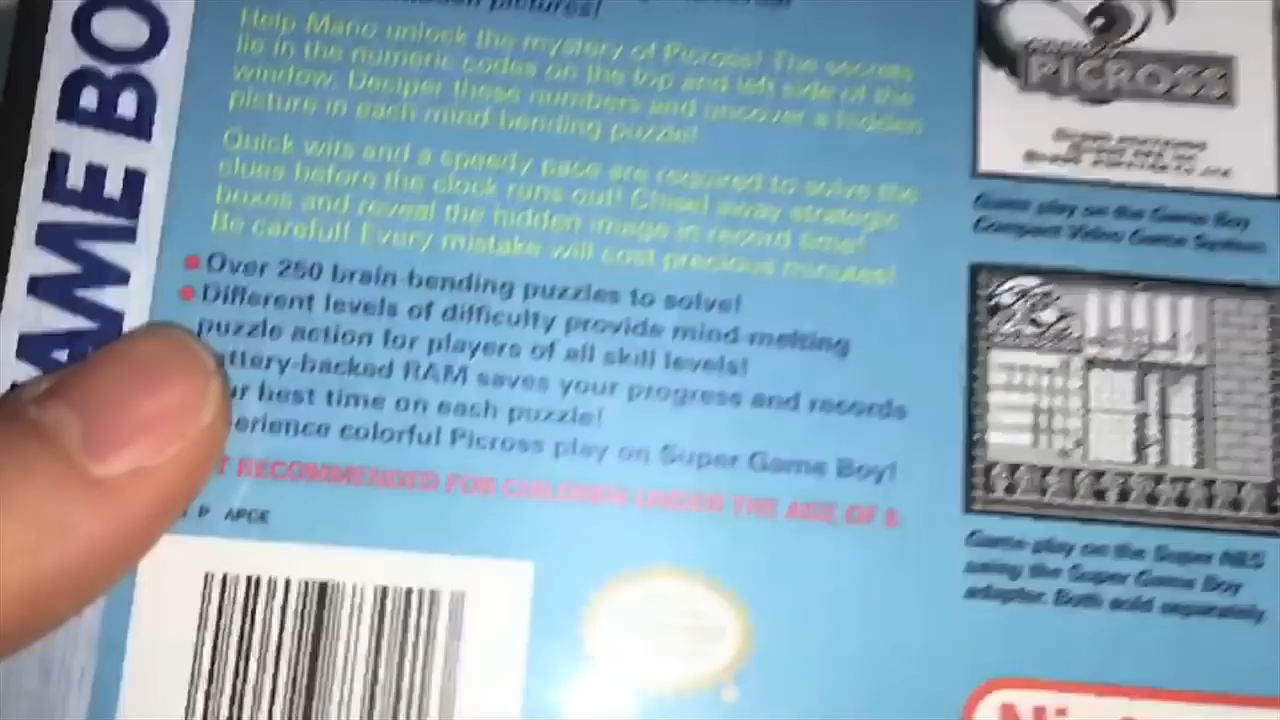 GAME BO
hidden pictures!
Help Mario unlock the mystery of Picross! The secrets
lie in the numeric codes on the top and left side of the
window. Deciper these numbers and uncover a hidden
picture in each mind-bending puzzle!
Quick wits and a speedy pace are required to solve the
clues before the clock runs out! Chisel away strategic
boxes and reveal the hidden image in record time!
Be careful! Every mistake will cost precious minutes!
• Over 250 brain-bending puzzles to solve!
• Different levels of difficulty provide mind-melting
puzzle action for players of all skill levels!
attery-backed RAM saves your progress and records
ur best time on each puzzle!
erience colorful Picross play on Super Game Boy!
T RECOMMENDED FOR CHILDREN UNDER THE AGE OF
P APCE
PICROSS
Game play on the Game Boy
Compact Video Game System.
Game play on the Super NES
using the Super Game Boy
adapter. Both sold separately.
Nin